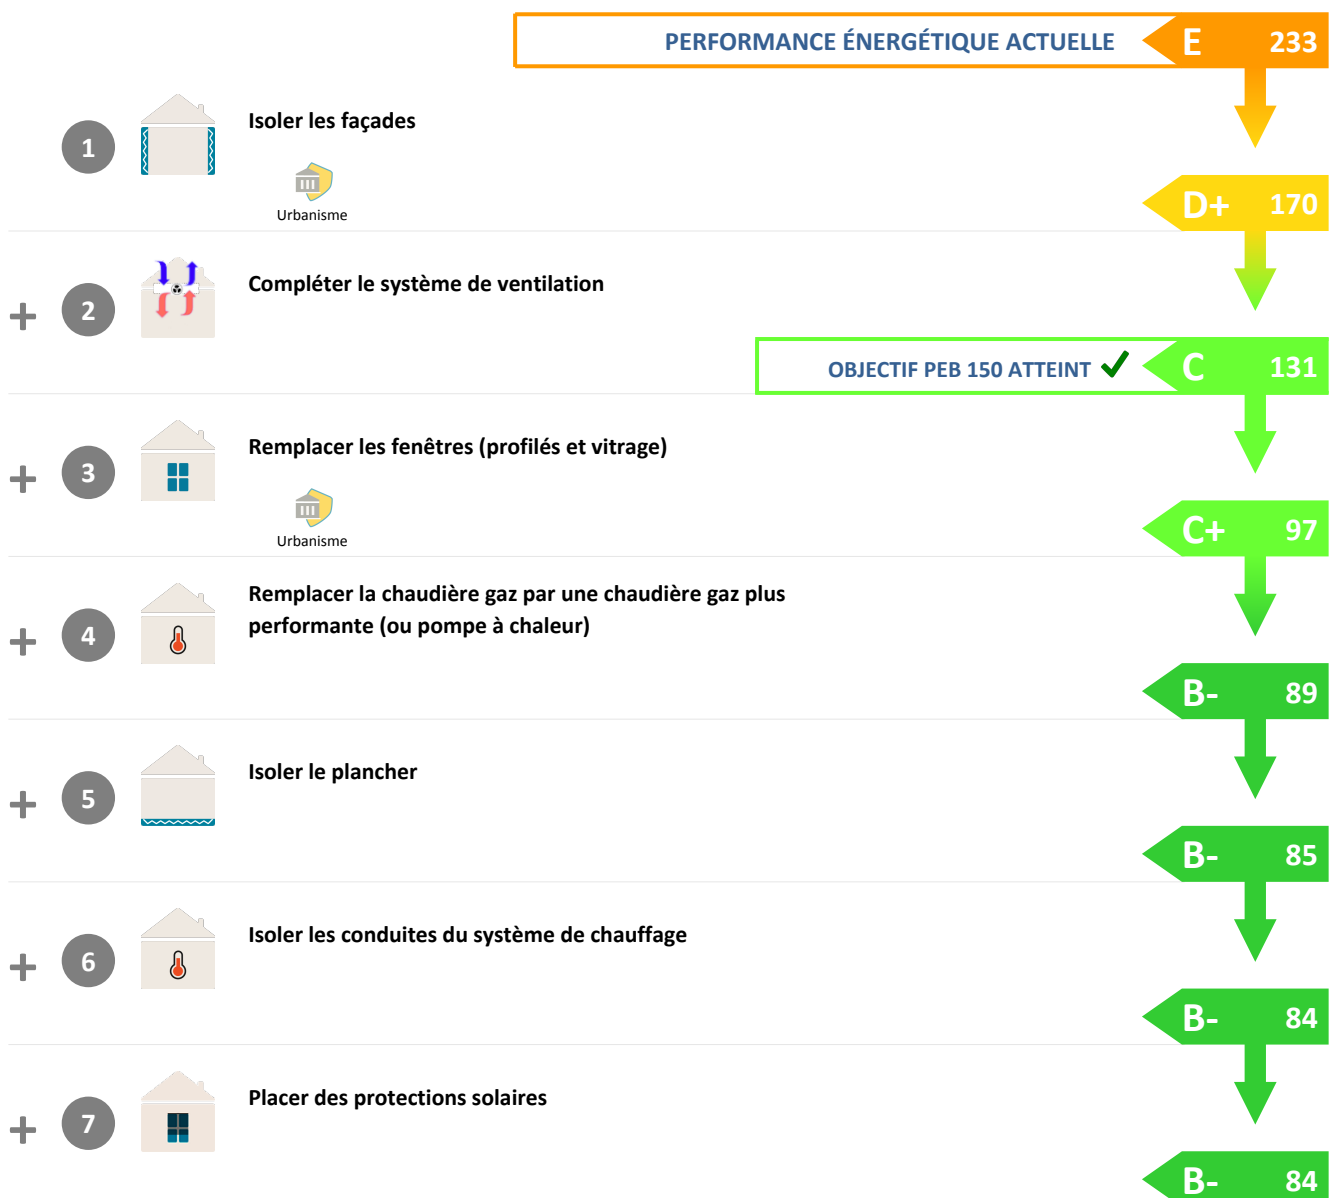 PERFORMANCE ÉNERGÉTIQUE ACTUELLE E 233
1 Isoler les façades
Urbanisme
D+ 170
+ 2 Compléter le système de ventilation
OBJECTIF PEB 150 ATTEINT ✔ C 131
+ 3 Remplacer les fenêtres (profilés et vitrage)
Urbanisme
C+ 97
+ 4 Remplacer la chaudière gaz par une chaudière gaz plus
performante (ou pompe à chaleur)
B- 89
+ 5 Isoler le plancher
B- 85
+ 6 Isoler les conduites du système de chauffage
B- 84
+ 7 Placer des protections solaires
B- 84